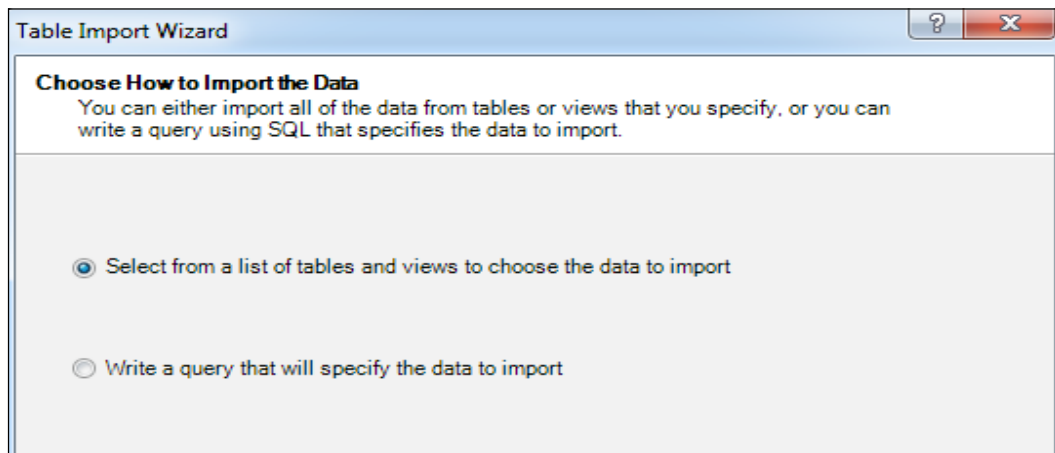 Table Import Wizard
?
Choose How to Import the Data
You can either import all of the data from tables or views that you specify, or you can
write a query using SQL that specifies the data to import.
Select from a list of tables and views to choose the data to import
Write a query that will specify the data to import